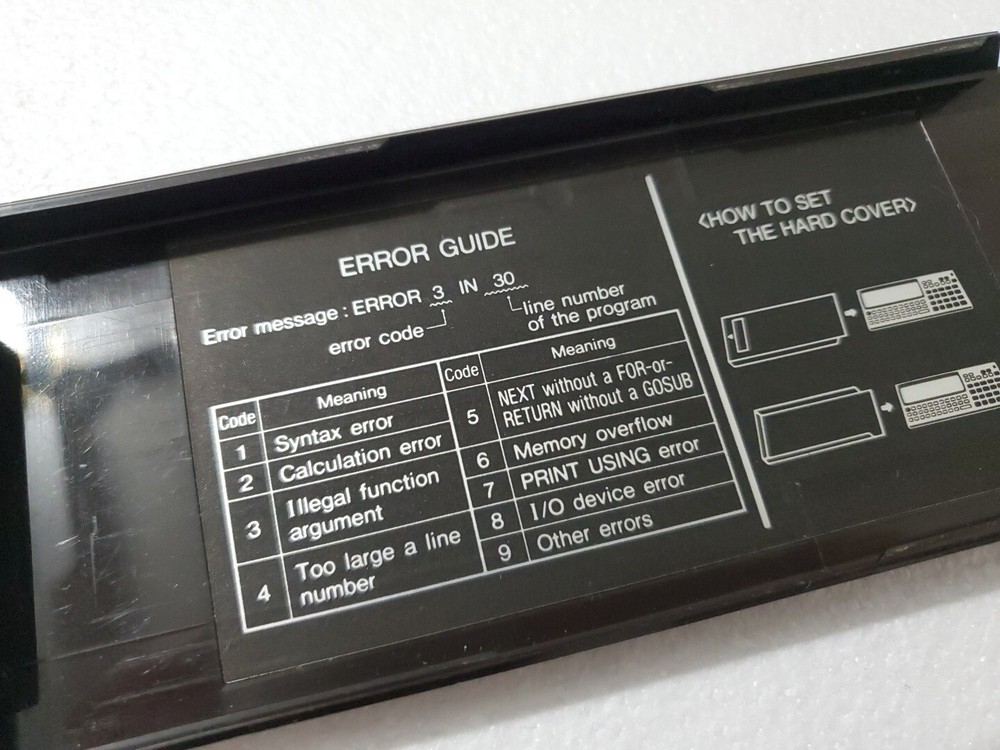 ERROR GUIDE
Error message : ERROR 3 IN 30
error code
line number
of the program
Code Meaning
1 Syntax error
2 Calculation error
3 Illegal function
argument
4 Too large a line
number
Code Meaning
5 NEXT without a FOR-or-
RETURN without a GOSUB
6 Memory overflow
7 PRINT USING error
8 I/O device error
9 Other errors
<HOW TO SET
THE HARD COVER>